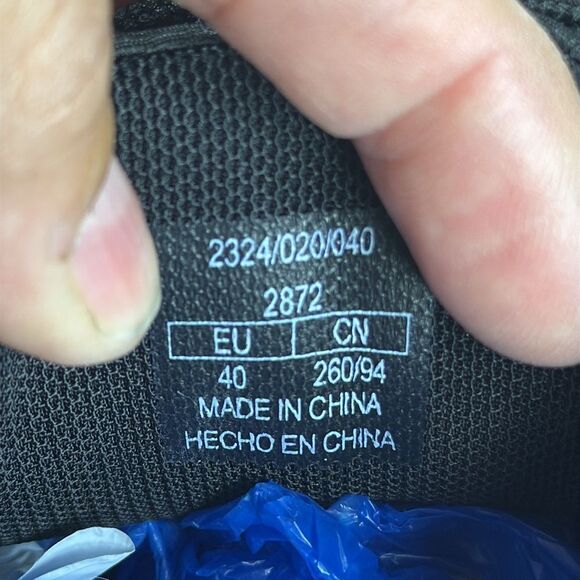 2324/020/040
2872
EU CN
40 260/94
MADE IN CHINA
HECHO EN CHINA